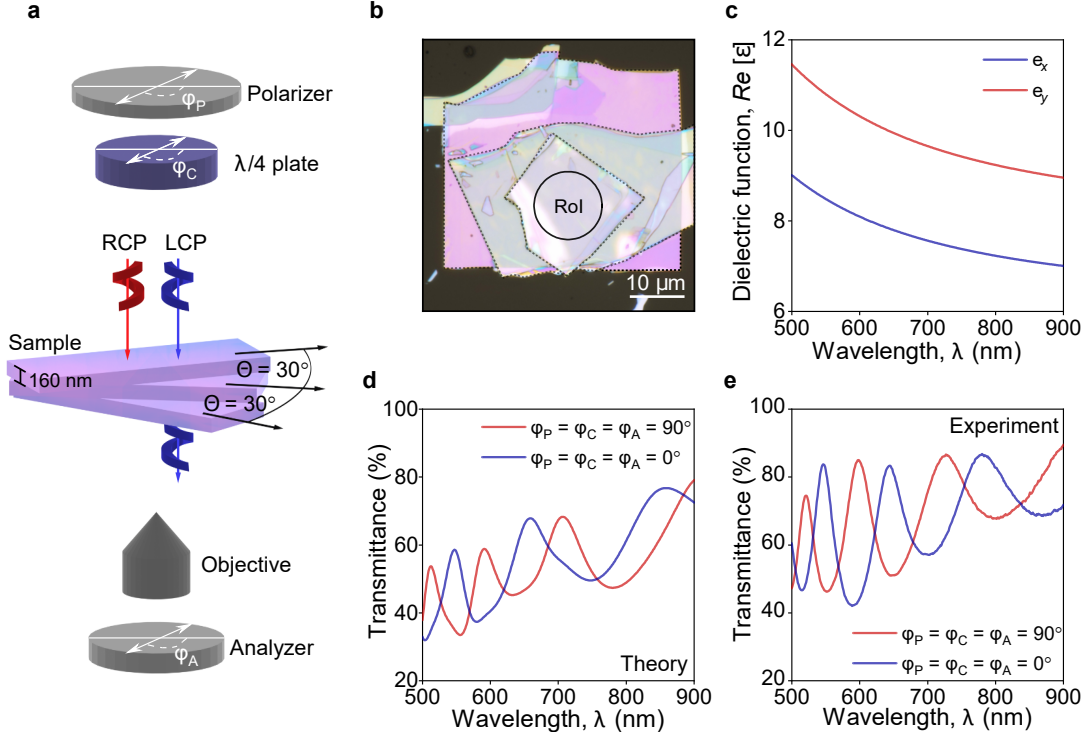 a
Polarizer
φP
λ/4 plate
φC
RCP
LCP
Sample
160 nm
Θ = 30°
Θ = 30°
Objective
Analyzer
φA
b
RoI
10 µm
c
Dielectric function, Re [ε]
12
10
8
6
ex
ey
500
600
700
800
900
Wavelength, λ (nm)
d
Transmittance (%)
100
80
60
40
20
φP = φC = φA = 90°
φP = φC = φA = 0°
Theory
500
600
700
800
900
Wavelength, λ (nm)
e
Transmittance (%)
100
80
60
40
20
Experiment
φP = φC = φA = 90°
φP = φC = φA = 0°
500
600
700
800
900
Wavelength, λ (nm)